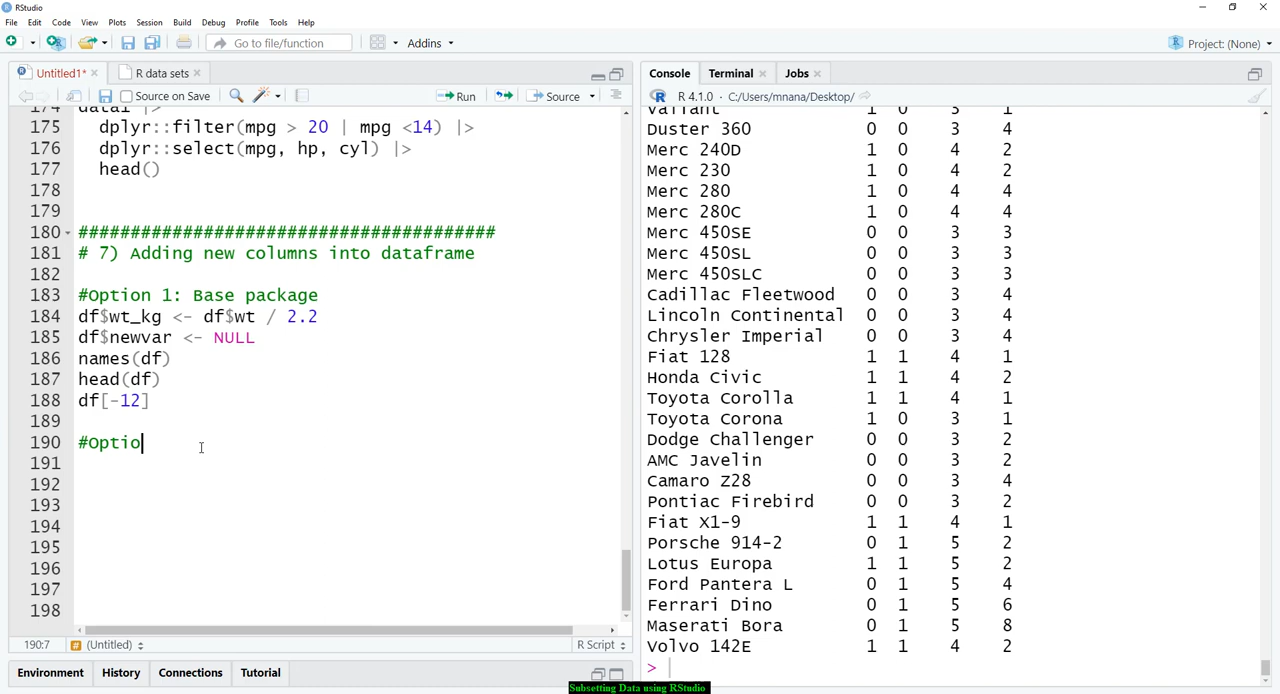 RStudio
File Edit Code View Plots Session Build Debug Profile Tools Help
Go to file/function Addins Project: (None)
Untitled1* R data sets
Source on Save Run Source
175 dplyr::filter(mpg > 20 | mpg <14) |>
176 dplyr::select(mpg, hp, cyl) |>
177 head()
178
179
180 ########################################
181 # 7) Adding new columns into dataframe
182
183 #Option 1: Base package
184 df$wt_kg <- df$wt / 2.2
185 df$newvar <- NULL
186 names(df)
187 head(df)
188 df[-12]
189
190 #Optio
191
192
193
194
195
196
197
198
190:7 # (Untitled) R Script
Environment History Connections Tutorial
Console Terminal Jobs
R 4.1.0 · C:/Users/mnana/Desktop/
Valiant 1 0 3 1
Duster 360 0 0 3 4
Merc 240D 1 0 4 2
Merc 230 1 0 4 2
Merc 280 1 0 4 4
Merc 280C 1 0 4 4
Merc 450SE 0 0 3 3
Merc 450SL 0 0 3 3
Merc 450SLC 0 0 3 3
Cadillac Fleetwood 0 0 3 4
Lincoln Continental 0 0 3 4
Chrysler Imperial 0 0 3 4
Fiat 128 1 1 4 1
Honda Civic 1 1 4 2
Toyota Corolla 1 1 4 1
Toyota Corona 1 0 3 1
Dodge Challenger 0 0 3 2
AMC Javelin 0 0 3 2
Camaro Z28 0 0 3 4
Pontiac Firebird 0 0 3 2
Fiat X1-9 1 1 4 1
Porsche 914-2 0 1 5 2
Lotus Europa 1 1 5 2
Ford Pantera L 0 1 5 4
Ferrari Dino 0 1 5 6
Maserati Bora 0 1 5 8
Volvo 142E 1 1 4 2
>
Subsetting Data using RStudio